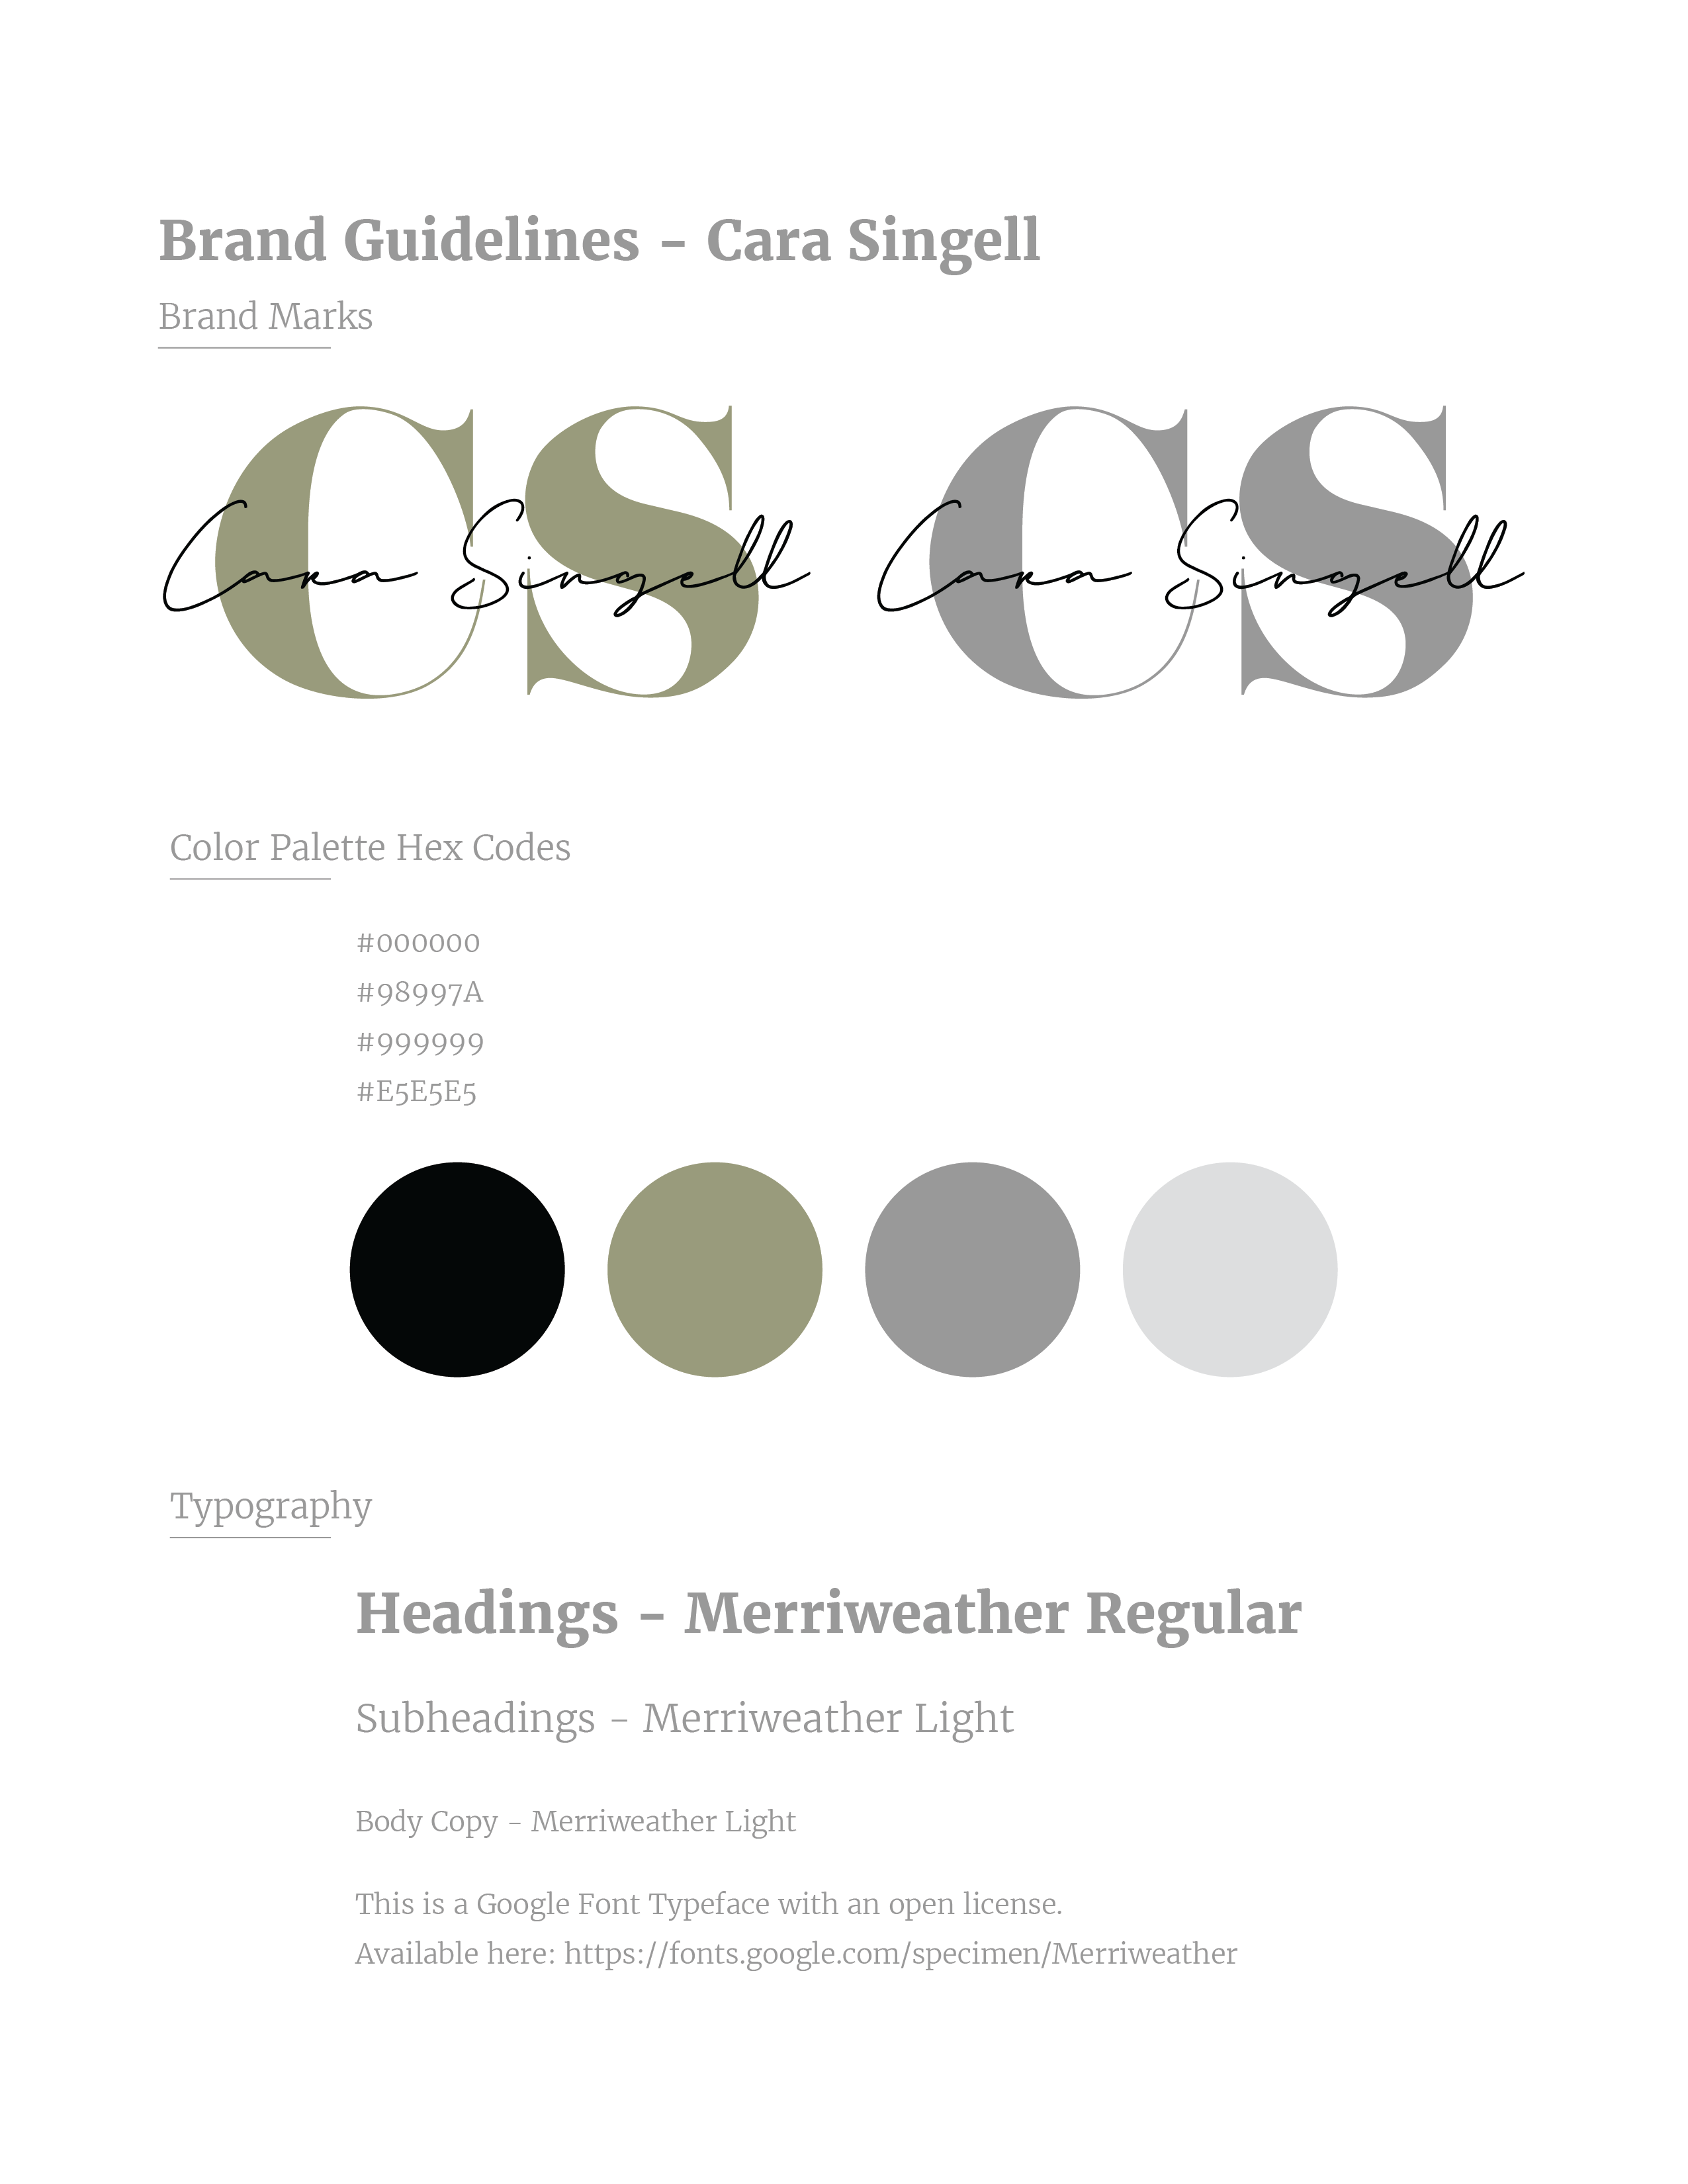 Brand Guidelines - Cara Singell
Brand Marks
CS
Cara Singell
CS
Cara Singell
Color Palette Hex Codes
#000000
#98997A
#999999
#E5E5E5
Typography
Headings - Merriweather Regular
Subheadings - Merriweather Light
Body Copy - Merriweather Light
This is a Google Font Typeface with an open license.
Available here: https://fonts.google.com/specimen/Merriweather